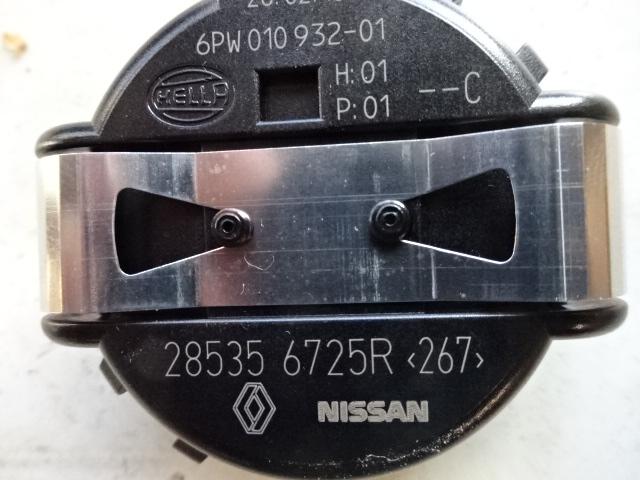 6PW 010 932-01
HELLA
H: 01
P: 01
--C
28535 6725R <267>
NISSAN